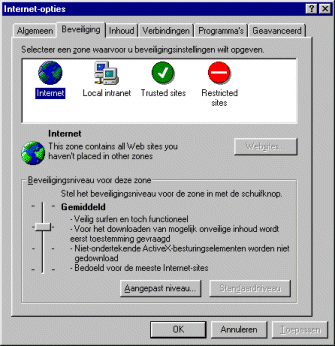 Internet-opties
Algemeen Beveiliging Inhoud Verbindingen Programma's Geavanceerd
Selecteer een zone waarvoor u beveiligingsinstellingen wilt opgeven.
Internet Local intranet Trusted sites Restricted
sites
Internet
This zone contains all Web sites you
haven't placed in other zones
Websites...
Beveiligingsniveau voor deze zone
Stel het beveiligingsniveau voor de zone in met de schuifknop.
Gemiddeld
- Veilig surfen en toch functioneel
- Voor het downloaden van mogelijk onveilige inhoud wordt
eerst toestemming gevraagd
- Niet-ondertekende ActiveX-besturingselementen worden niet
gedownload
- Bedoeld voor de meeste Internet-sites
Aangepast niveau... Standaardniveau
OK Annuleren Toepassen